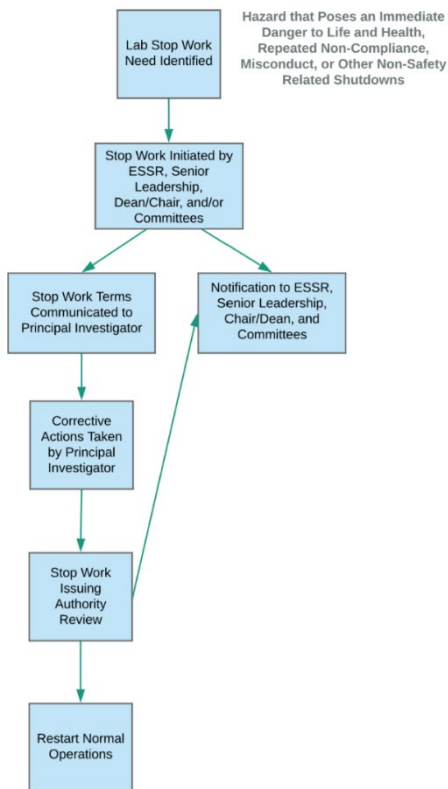 Lab Stop Work
Need Identified
Hazard that Poses an Immediate
Danger to Life and Health,
Repeated Non-Compliance,
Misconduct, or Other Non-Safety
Related Shutdowns
Stop Work Initiated by
ESSR, Senior
Leadership,
Dean/Chair, and/or
Committees
Stop Work Terms
Communicated to
Principal Investigator
Notification to ESSR,
Senior Leadership,
Chair/Dean, and
Committees
Corrective
Actions Taken
by Principal
Investigator
Stop Work
Issuing
Authority
Review
Restart Normal
Operations